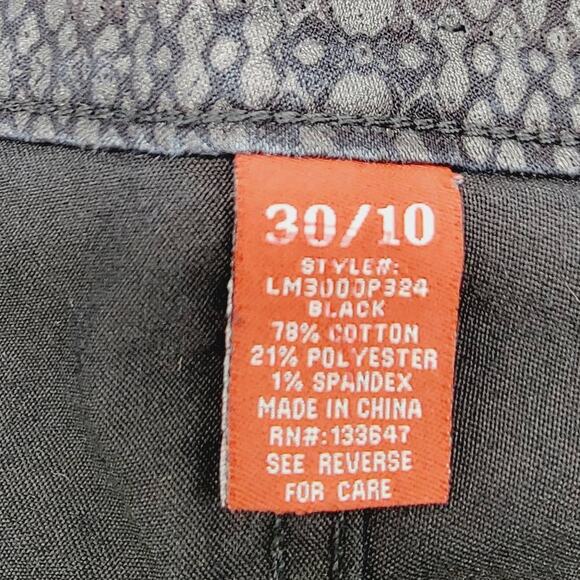 30/10
STYLE#:
LM3000P324
BLACK
78% COTTON
21% POLYESTER
1% SPANDEX
MADE IN CHINA
RN#:133647
SEE REVERSE
FOR CARE